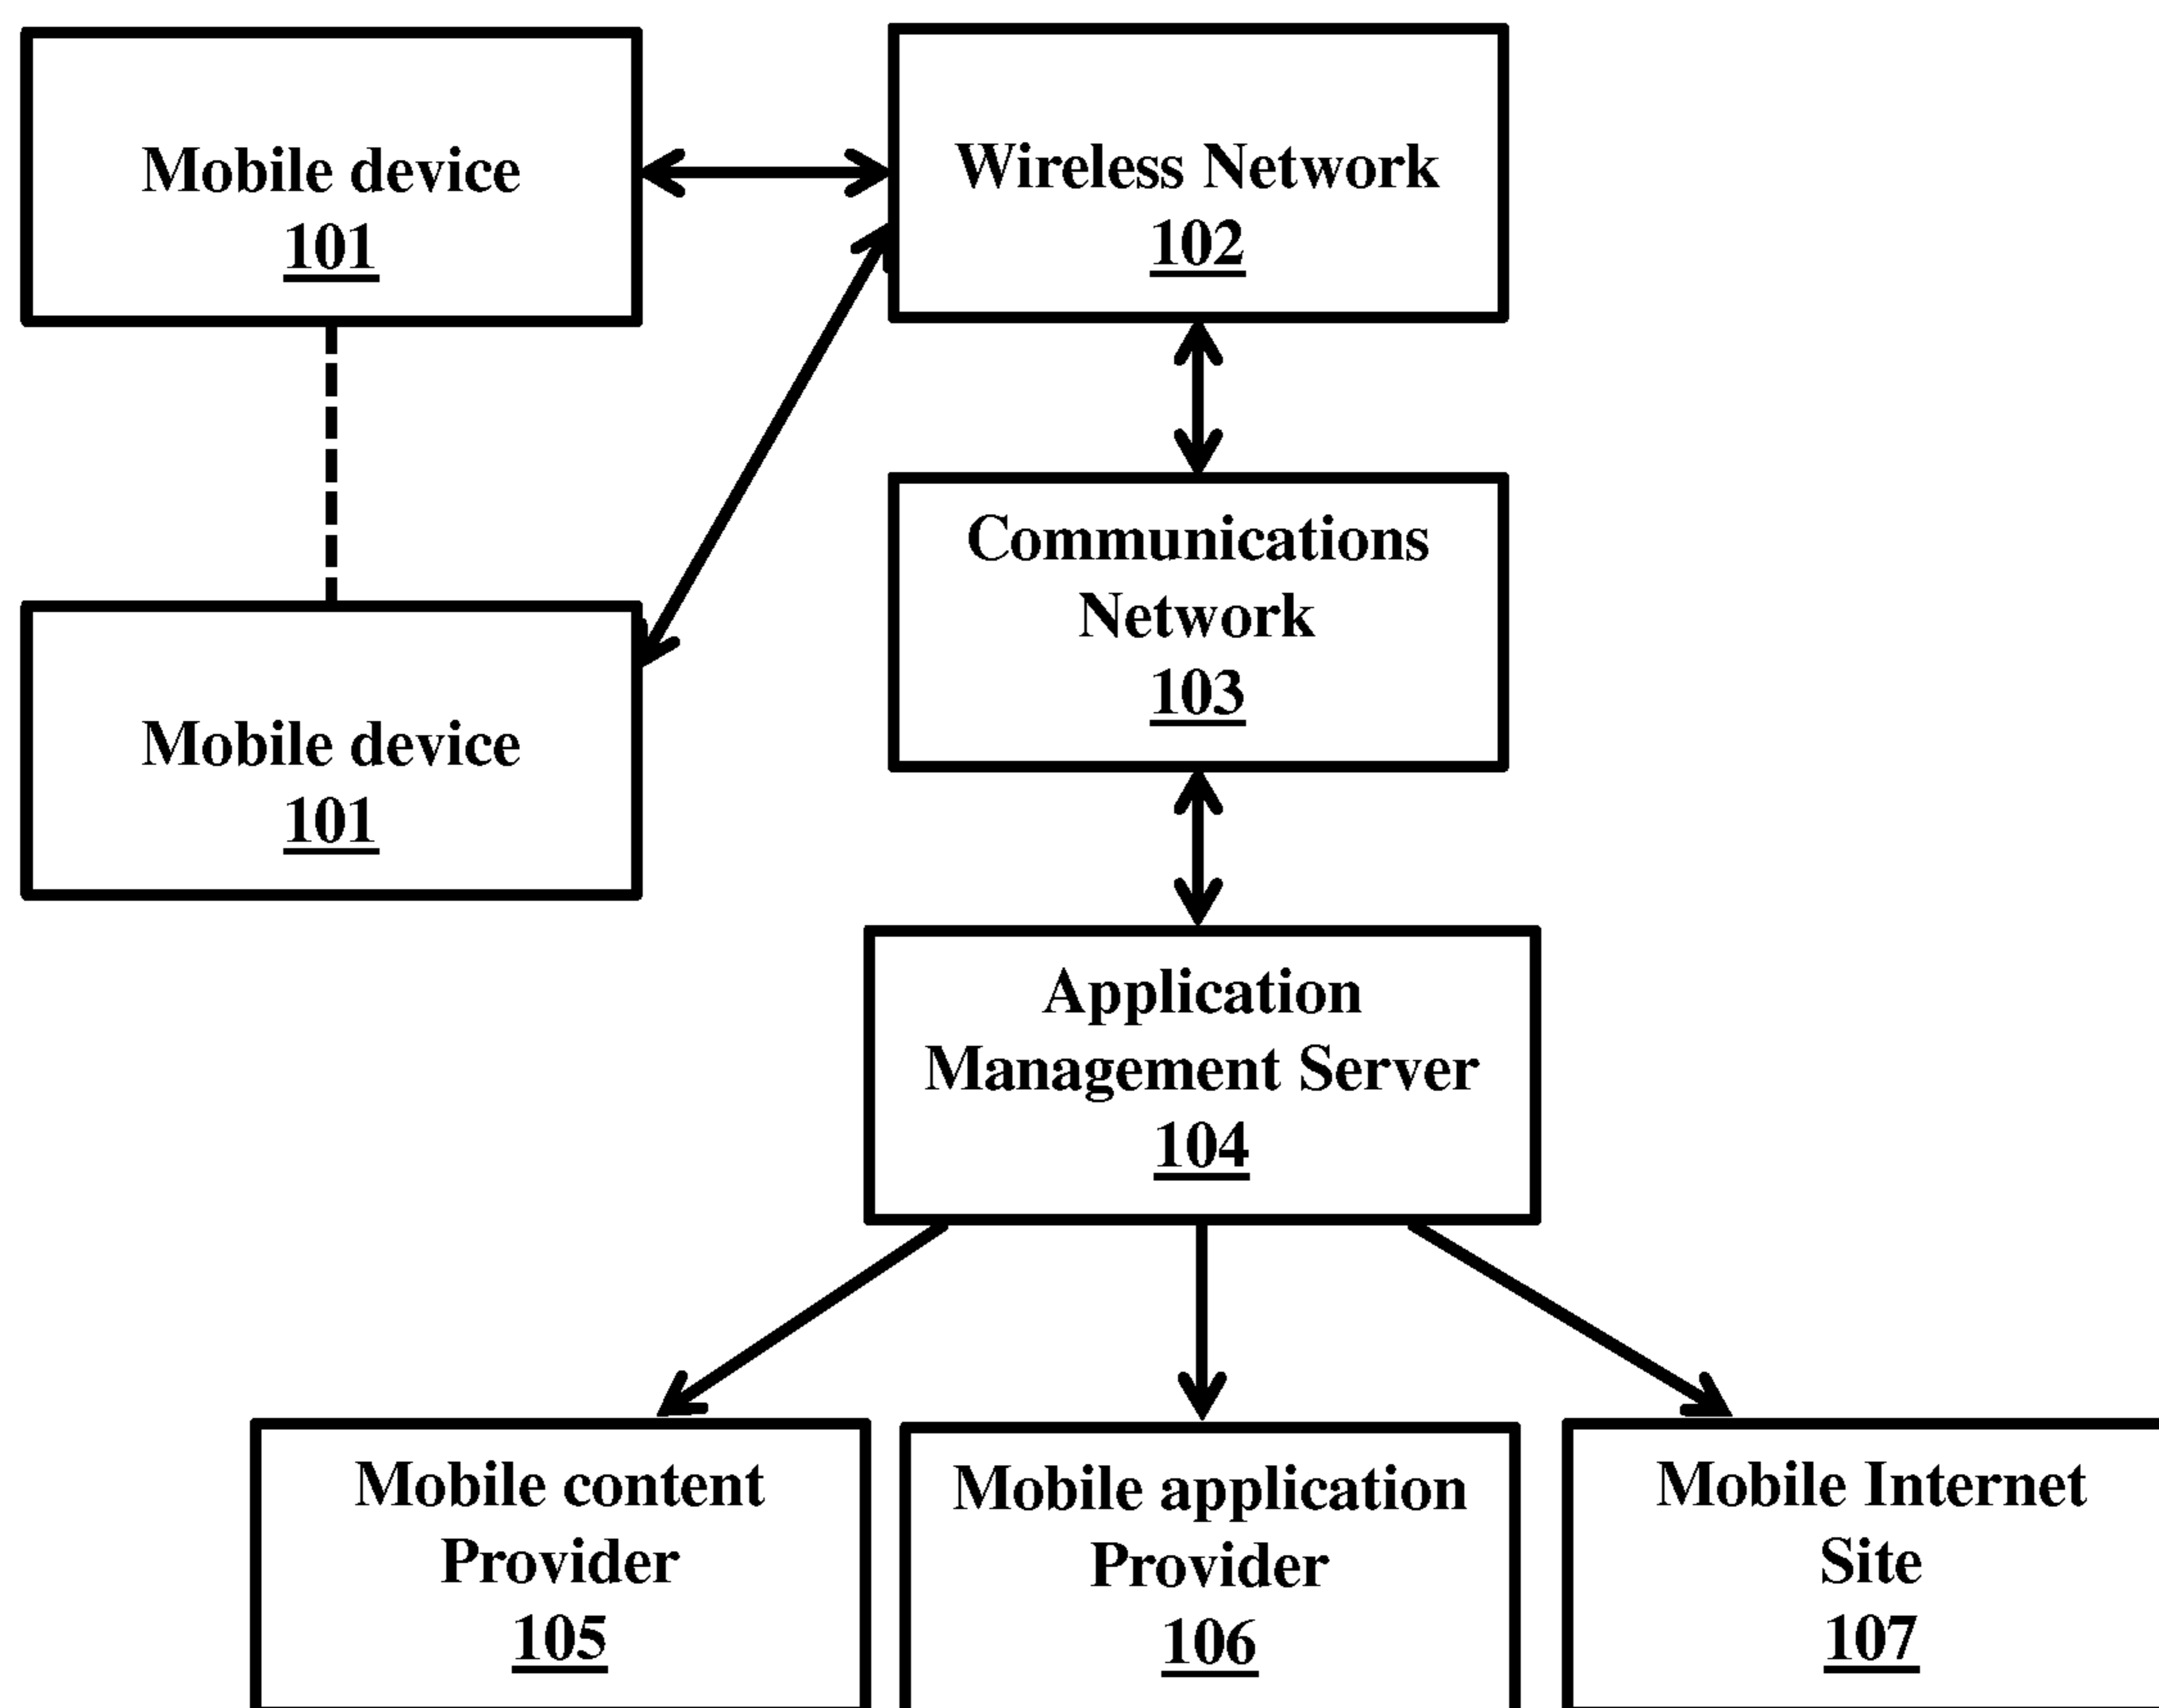 Mobile device
101
Wireless Network
102
Communications
Network
103
Mobile device
101
Application
Management Server
104
Mobile content
Provider
105
Mobile application
Provider
106
Mobile Internet
Site
107